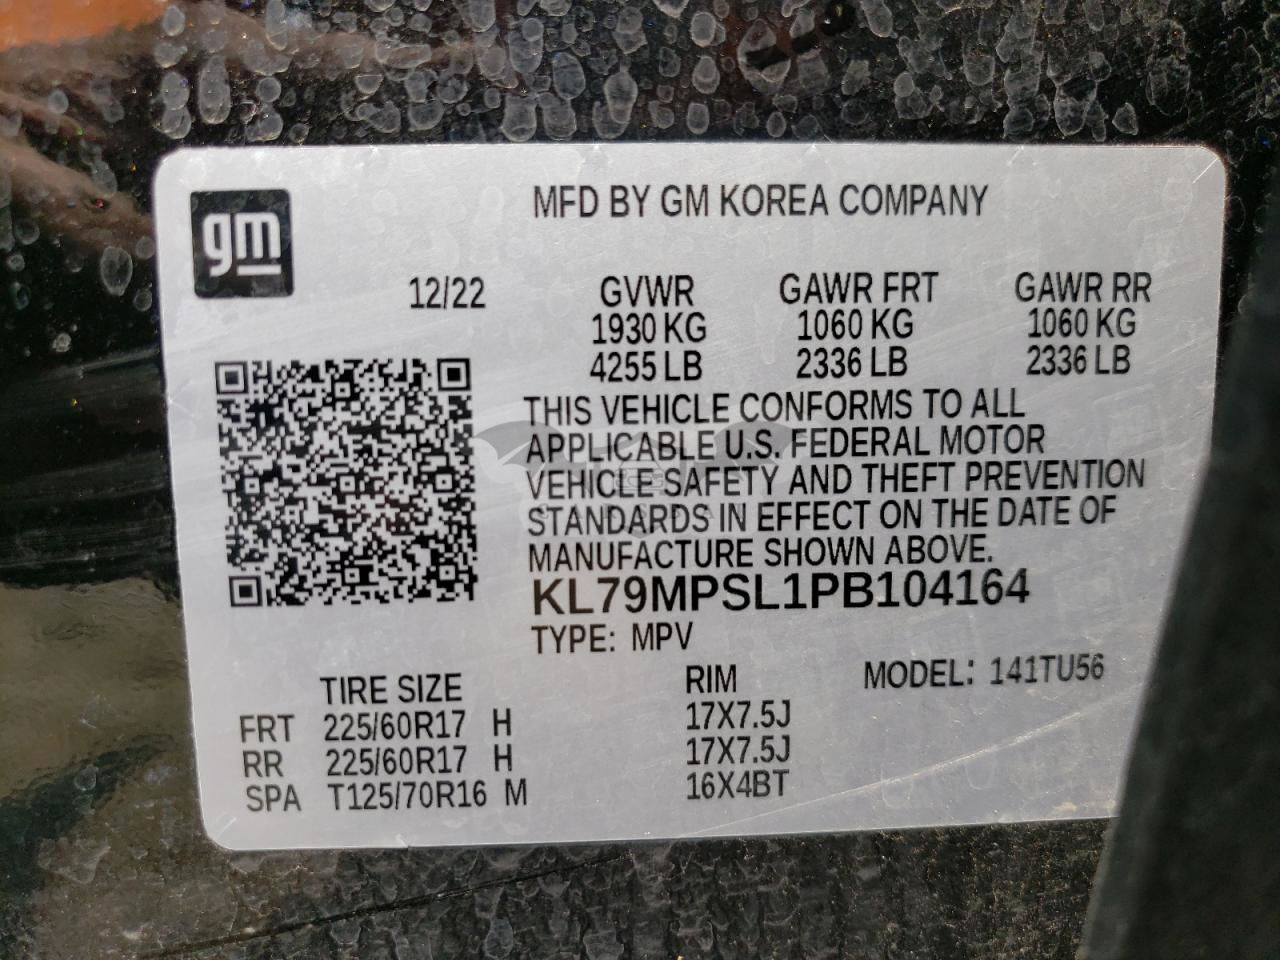 gm
MFD BY GM KOREA COMPANY
12/22 GVWR GAWR FRT GAWR RR
1930 KG 1060 KG 1060 KG
4255 LB 2336 LB 2336 LB
THIS VEHICLE CONFORMS TO ALL
APPLICABLE U.S. FEDERAL MOTOR
VEHICLE SAFETY AND THEFT PREVENTION
STANDARDS IN EFFECT ON THE DATE OF
MANUFACTURE SHOWN ABOVE.
KL79MPSL1PB104164
TYPE: MPV
TIRE SIZE RIM MODEL: 141TU56
FRT 225/60R17 H 17X7.5J
RR 225/60R17 H 17X7.5J
SPA T125/70R16 M 16X4BT